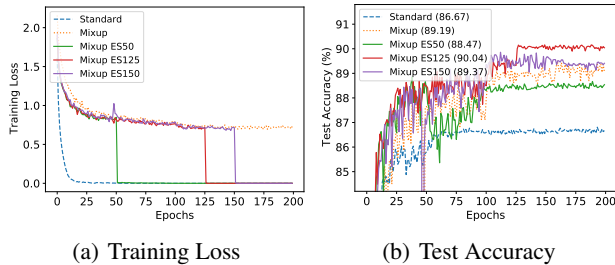 Training Loss
2.0
1.5
1.0
0.5
0.0
Standard
Mixup
Mixup ES50
Mixup ES125
Mixup ES150
0 25 50 75 100 125 150 175 200
Epochs
(a) Training Loss
Test Accuracy (%)
91
90
89
88
87
86
85
Standard (86.67)
Mixup (89.19)
Mixup ES50 (88.47)
Mixup ES125 (90.04)
Mixup ES150 (89.37)
0 25 50 75 100 125 150 175 200
Epochs
(b) Test Accuracy